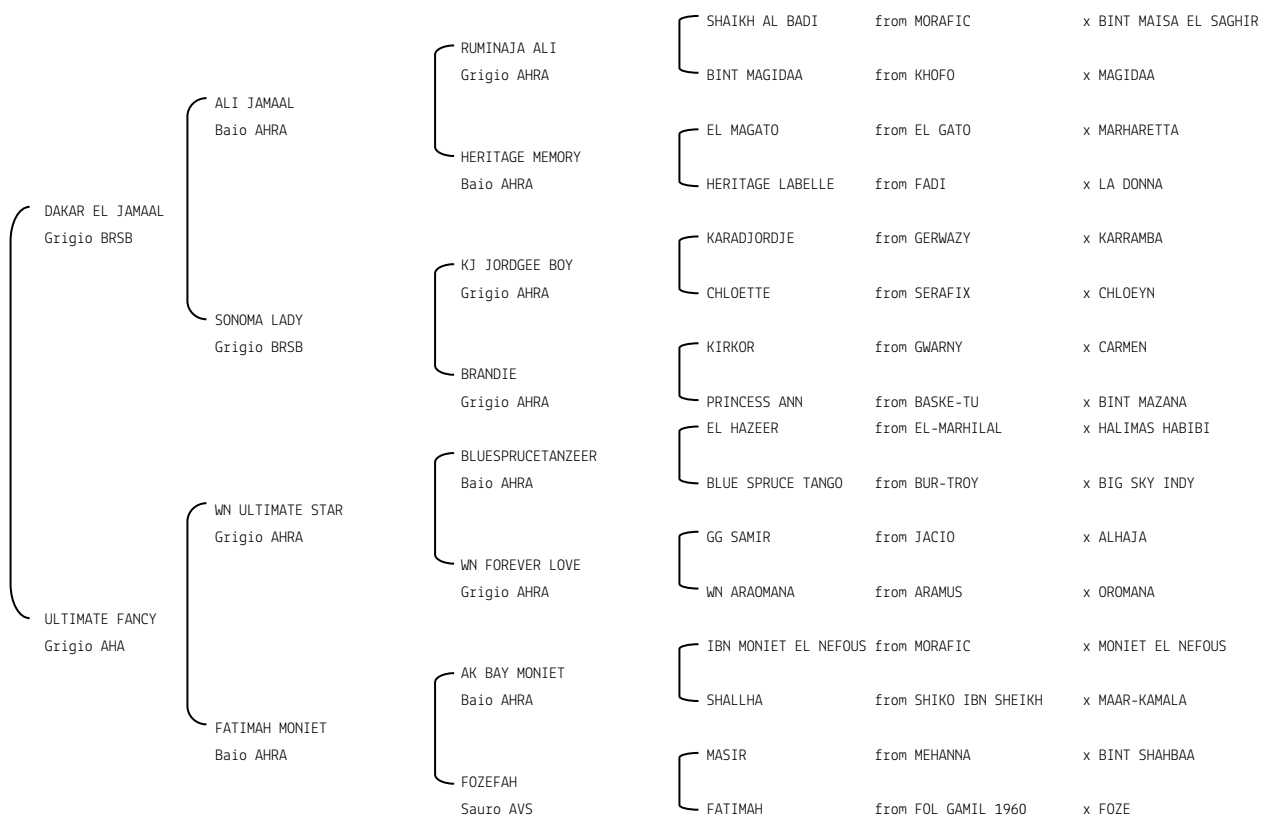 SHAIKH AL BADI from MORAFIC x BINT MAISA EL SAGHIR
RUMINAJA ALI
Grigio AHRA BINT MAGIDAA from KHOFO x MAGIDAA
ALI JAMAAL
Baio AHRA EL MAGATO from EL GATO x MARHARETTA
HERITAGE MEMORY
Baio AHRA HERITAGE LABELLE from FADI x LA DONNA
DAKAR EL JAMAAL
Grigio BRSB KARADJORDJE from GERWAZY x KARRAMBA
KJ JORDGEE BOY
Grigio AHRA CHLOETTE from SERAFIX x CHLOEYN
SONOMA LADY
Grigio BRSB KIRKOR from GWARNY x CARMEN
BRANDIE
Grigio AHRA PRINCESS ANN from BASKE-TU x BINT MAZANA
EL HAZEER from EL-MARHILAL x HALIMAS HABIBI
BLUESPRUCETANZEER
Baio AHRA BLUE SPRUCE TANGO from BUR-TROY x BIG SKY INDY
WN ULTIMATE STAR
Grigio AHRA GG SAMIR from JACIO x ALHAJA
WN FOREVER LOVE
Grigio AHRA WN ARAOMANA from ARAMUS x OROMANA
ULTIMATE FANCY
Grigio AHA IBN MONIET EL NEFOUS from MORAFIC x MONIET EL NEFOUS
AK BAY MONIET
Baio AHRA SHALLHA from SHIKO IBN SHEIKH x MAAR-KAMALA
FATIMAH MONIET
Baio AHRA MASIR from MEHANNA x BINT SHAHBAA
FOZEFAH
Sauro AVS FATIMAH from FOL GAMIL 1960 x FOZE